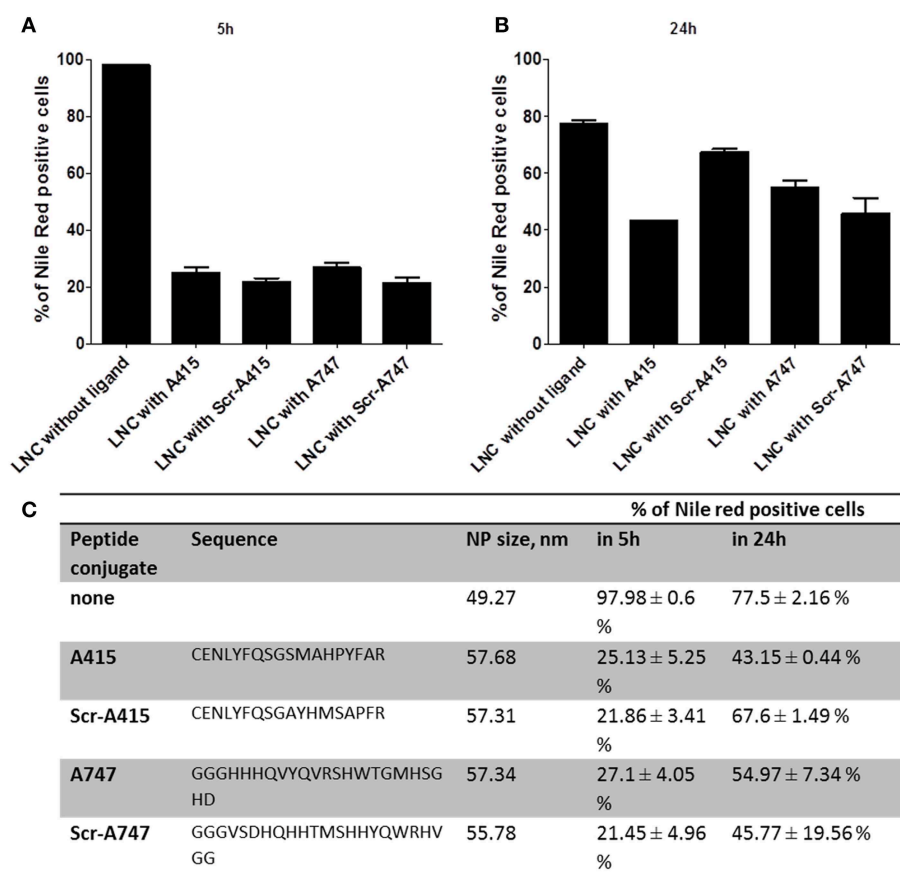 A
5h
%of Nile Red positive cells
100
80
60
40
20
0
LNC without ligand
LNC with A415
LNC with Scr-A415
LNC with A747
LNC with Scr-A747
B
24h
%of Nile Red positive cells
100
80
60
40
20
0
LNC without ligand
LNC with A415
LNC with Scr-A415
LNC with A747
LNC with Scr-A747
C
% of Nile red positive cells
Peptide conjugate Sequence NP size, nm in 5h in 24h
none 49.27 97.98 ± 0.6 % 77.5 ± 2.16 %
A415 CENLYFQSGSMAHPYFAR 57.68 25.13 ± 5.25 % 43.15 ± 0.44 %
Scr-A415 CENLYFQSGAYHMSAPFR 57.31 21.86 ± 3.41 % 67.6 ± 1.49 %
A747 GGGHHHQVYQVRSHWTGMHSGHD 57.34 27.1 ± 4.05 % 54.97 ± 7.34 %
Scr-A747 GGGVSDHQHHTMSHHYQWRHVGG 55.78 21.45 ± 4.96 % 45.77 ± 19.56 %